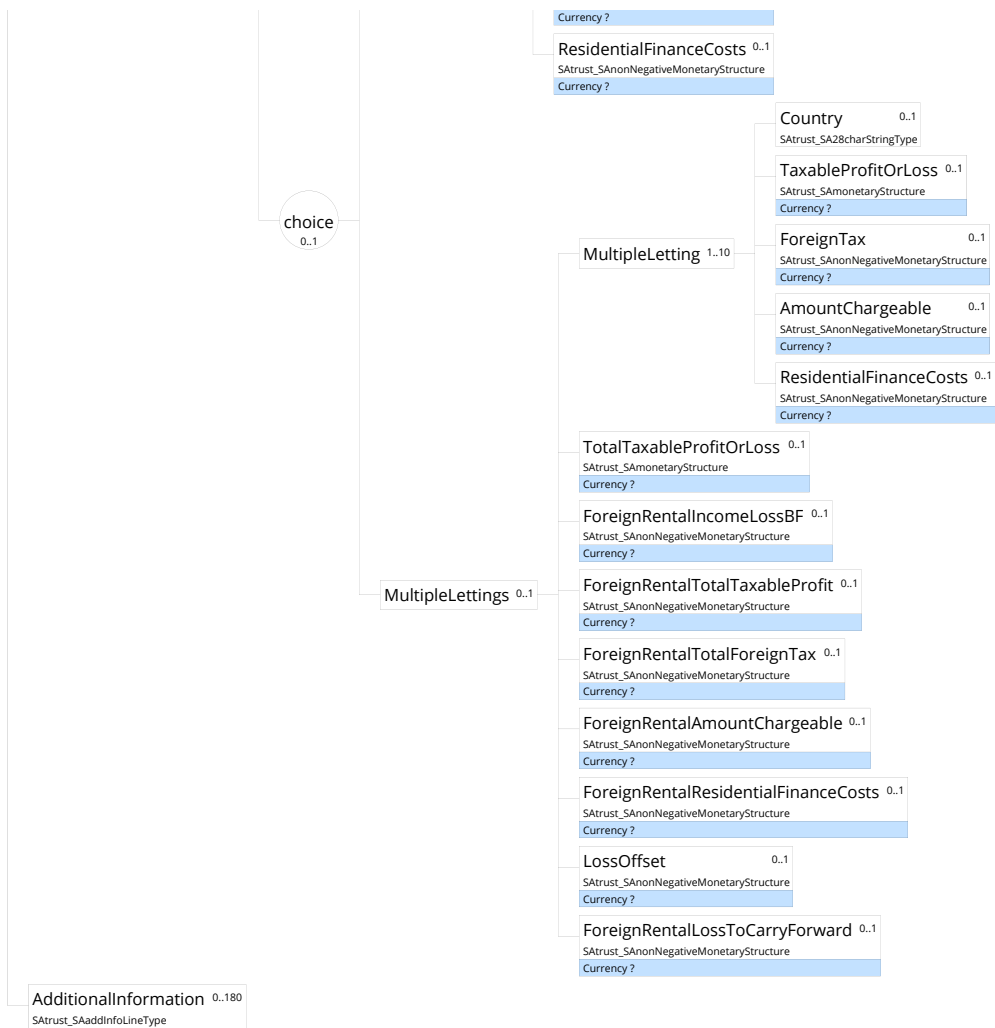 Currency ?
ResidentialFinanceCosts 0..1
SAtrust_SAnonNegativeMonetaryStructure
Currency ?
Country 0..1
SAtrust_SA28charStringType
TaxableProfitOrLoss 0..1
SAtrust_SAmonetaryStructure
Currency ?
choice
0..1
MultipleLetting 1..10
ForeignTax 0..1
SAtrust_SAnonNegativeMonetaryStructure
Currency ?
AmountChargeable 0..1
SAtrust_SAnonNegativeMonetaryStructure
Currency ?
ResidentialFinanceCosts 0..1
SAtrust_SAnonNegativeMonetaryStructure
Currency ?
TotalTaxableProfitOrLoss 0..1
SAtrust_SAmonetaryStructure
Currency ?
ForeignRentalIncomeLossBF 0..1
SAtrust_SAnonNegativeMonetaryStructure
Currency ?
MultipleLettings 0..1
ForeignRentalTotalTaxableProfit 0..1
SAtrust_SAnonNegativeMonetaryStructure
Currency ?
ForeignRentalTotalForeignTax 0..1
SAtrust_SAnonNegativeMonetaryStructure
Currency ?
ForeignRentalAmountChargeable 0..1
SAtrust_SAnonNegativeMonetaryStructure
Currency ?
ForeignRentalResidentialFinanceCosts 0..1
SAtrust_SAnonNegativeMonetaryStructure
Currency ?
LossOffset 0..1
SAtrust_SAnonNegativeMonetaryStructure
Currency ?
ForeignRentalLossToCarryForward 0..1
SAtrust_SAnonNegativeMonetaryStructure
Currency ?
AdditionalInformation 0..180
SAtrust_SAaddInfoLineType